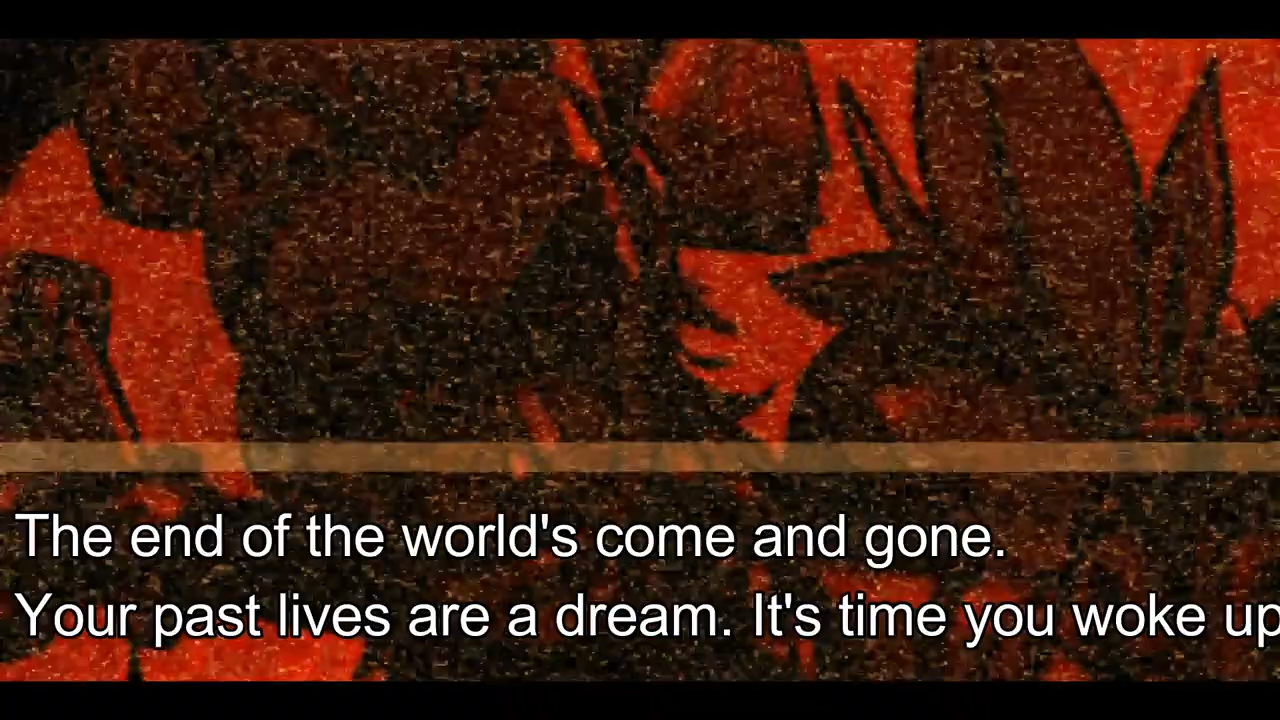 The end of the world's come and gone.
Your past lives are a dream. It's time you woke up